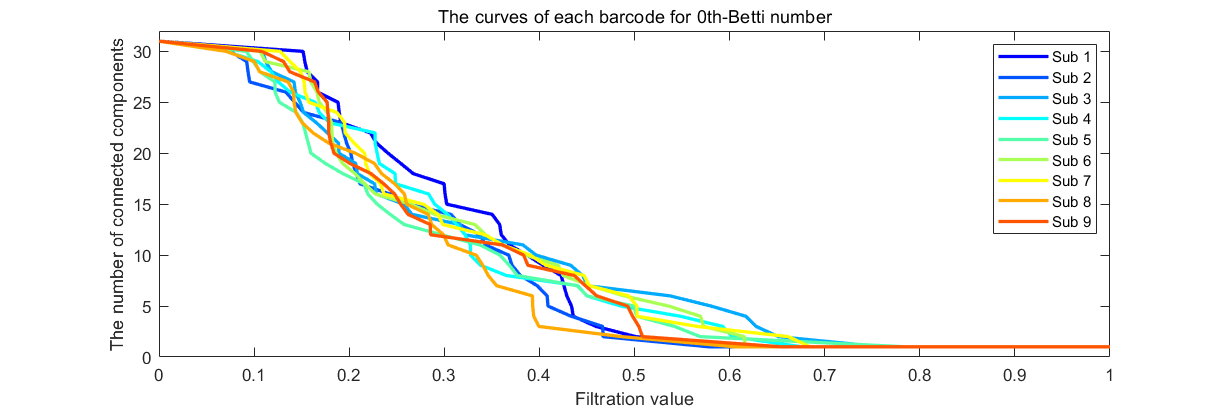 The curves of each barcode for 0th-Betti number
The number of connected components
30
25
20
15
10
5
0
0
0.1
0.2
0.3
0.4
0.5
0.6
0.7
0.8
0.9
1
Filtration value
Sub 1
Sub 2
Sub 3
Sub 4
Sub 5
Sub 6
Sub 7
Sub 8
Sub 9